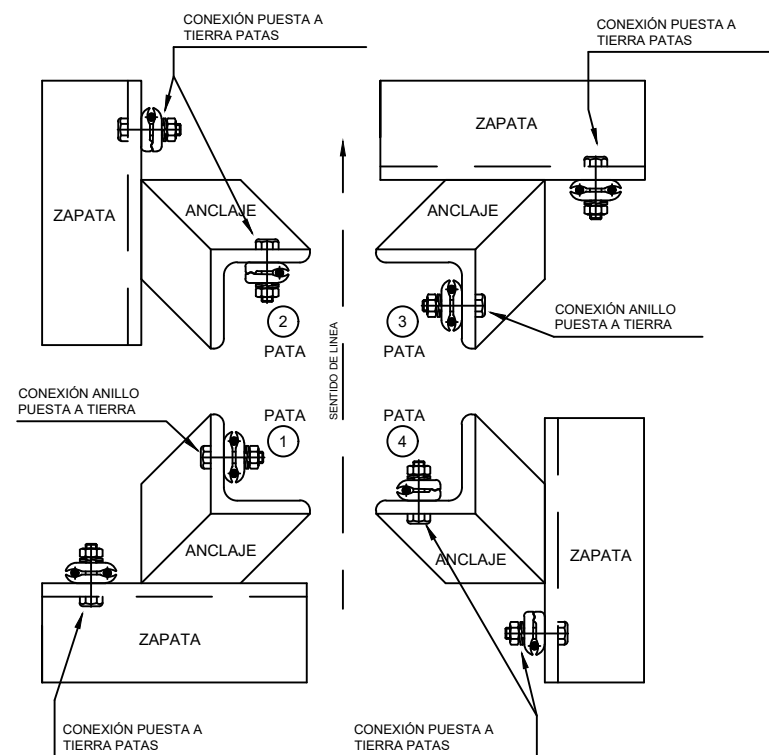 CONEXIÓN PUESTA A
TIERRA PATAS
CONEXIÓN PUESTA A
TIERRA PATAS
ZAPATA
ZAPATA
ANCLAJE
ANCLAJE
2
PATA
3
PATA
CONEXIÓN ANILLO
PUESTA A TIERRA
SENTIDO DE LINEA
CONEXIÓN ANILLO
PUESTA A TIERRA
PATA
1
PATA
4
ANCLAJE
ANCLAJE
ZAPATA
ZAPATA
CONEXIÓN PUESTA A
TIERRA PATAS
CONEXIÓN PUESTA A
TIERRA PATAS